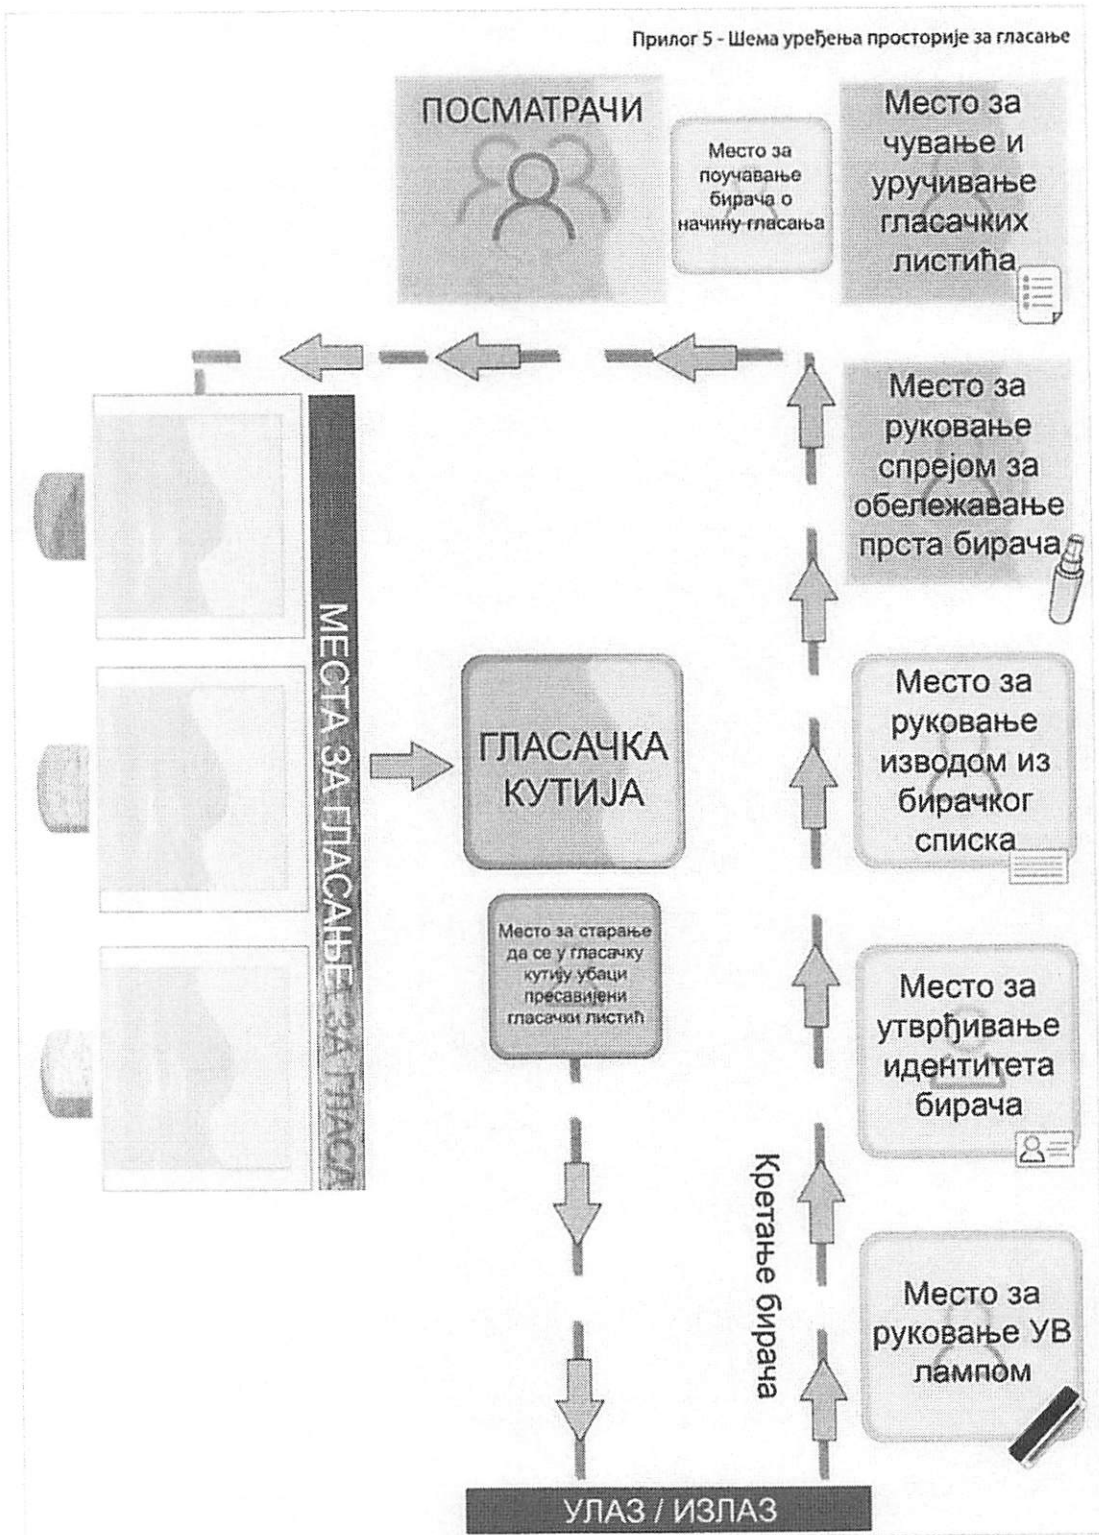 Прилог 5 - Шема уређења просторије за гласање
ПОСМАТРАЧИ
Место за
поучавање
бирача о
начину гласања
Место за
чување и
уручивање
гласачких
листића
Место за
руковање
спрејом за
обележавање
прста бирача
МЕСТА ЗА ГЛАСАЊЕ ЗА ГЛАСА
ГЛАСАЧКА
КУТИЈА
Место за
руковање
изводом из
бирачког
списка
Место за старање
да се у гласачку
кутију убаци
пресавијени
гласачки листић
Место за
утврђивање
идентитета
бирача
Кретање бирача
Место за
руковање УВ
лампом
УЛАЗ / ИЗЛАЗ